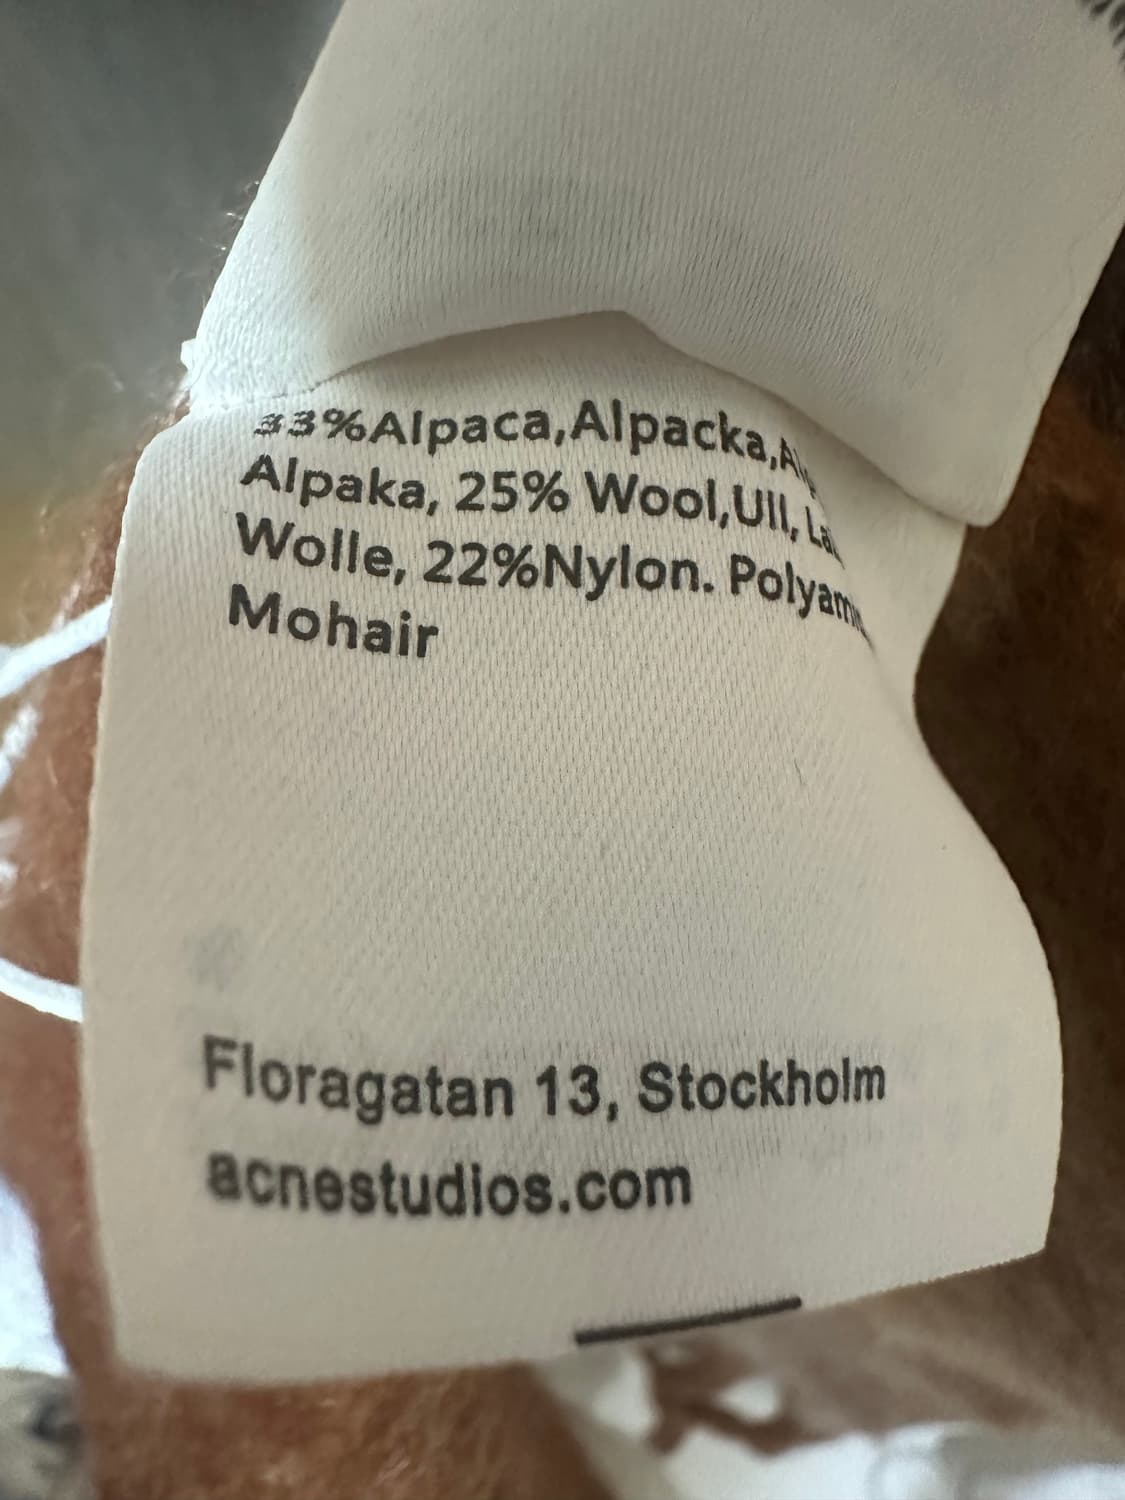 33%Alpaca,Alpacka,
Alpaka, 25% Wool,Ull,
Wolle, 22%Nylon. Polyam
Mohair
Floragatan 13, Stockholm
acnestudios.com